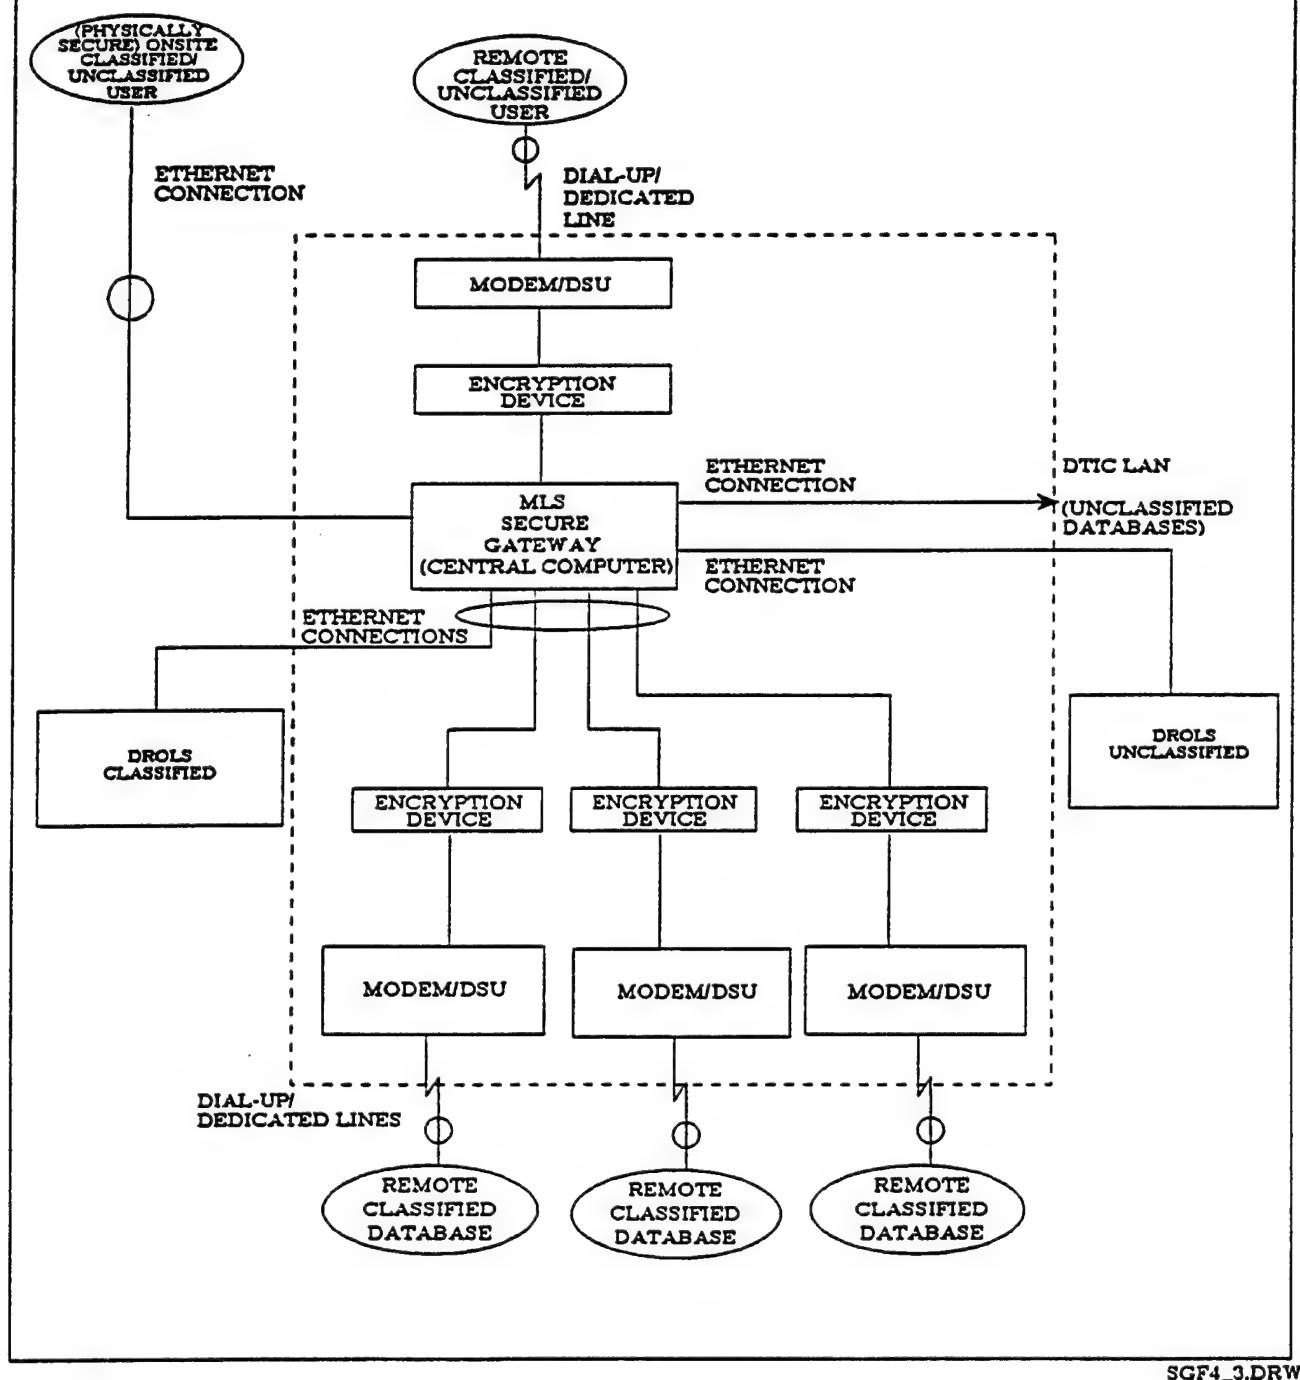 (PHYSICALLY
SECURE) ONSITE
CLASSIFIED/
UNCLASSIFIED
USER
REMOTE
CLASSIFIED/
UNCLASSIFIED
USER
ETHERNET
CONNECTION
DIAL-UP/
DEDICATED
LINE
MODEM/DSU
ENCRYPTION
DEVICE
ETHERNET
CONNECTION
DTIC LAN
(UNCLASSIFIED
DATABASES)
MLS
SECURE
GATEWAY
(CENTRAL COMPUTER)
ETHERNET
CONNECTION
ETHERNET
CONNECTIONS
DROLS
CLASSIFIED
DROLS
UNCLASSIFIED
ENCRYPTION
DEVICE
ENCRYPTION
DEVICE
ENCRYPTION
DEVICE
MODEM/DSU
MODEM/DSU
MODEM/DSU
DIAL-UP/
DEDICATED LINES
REMOTE
CLASSIFIED
DATABASE
REMOTE
CLASSIFIED
DATABASE
REMOTE
CLASSIFIED
DATABASE
SGF4_3.DRW